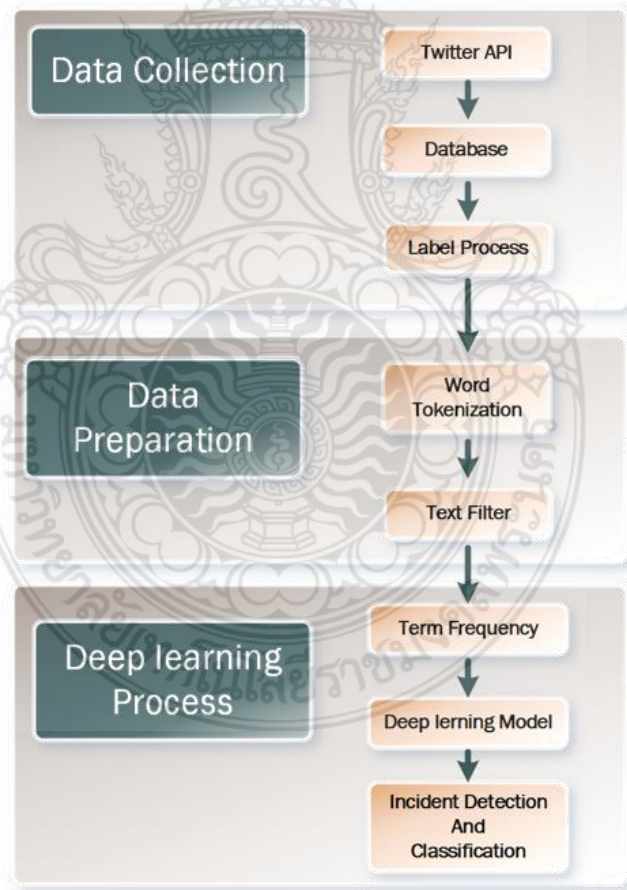 Data Collection
Twitter API
Database
Label Process
Data
Preparation
Word
Tokenization
Text Filter
Deep learning
Process
Term Frequency
Deep lerning Model
Incident Detection
And
Classification